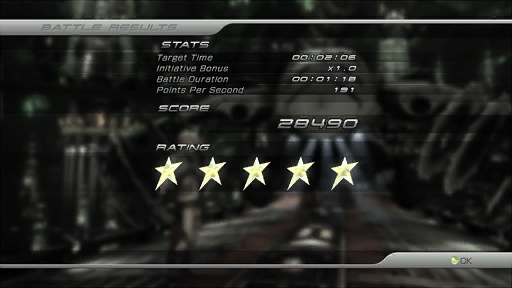 BATTLE RESULTS
STATS
Target Time 00:02:06
Initiative Bonus x1.0
Battle Duration 00:01:18
Points Per Second 191
SCORE
28490
RATING
OK